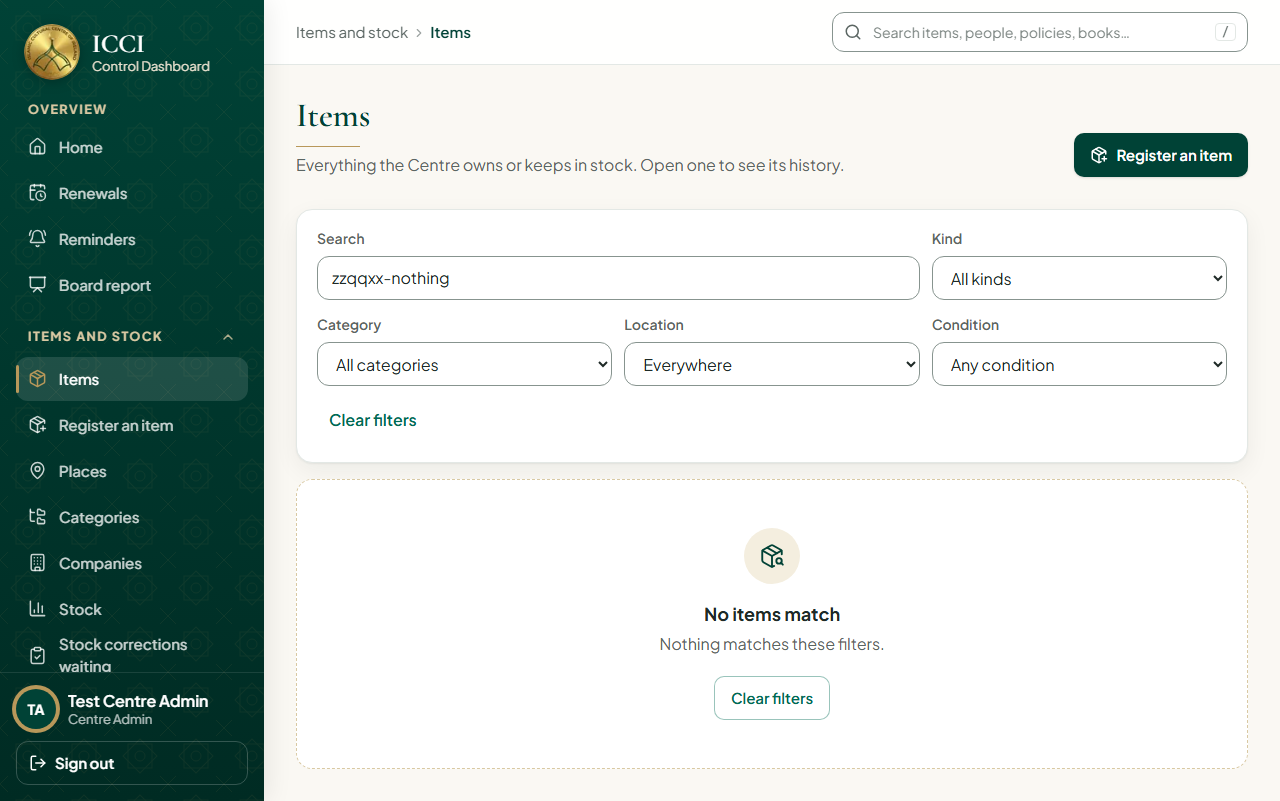 ICCI
Control Dashboard
OVERVIEW
Home
Renewals
Reminders
Board report
ITEMS AND STOCK
Items
Register an item
Places
Categories
Companies
Stock
Stock corrections
waiting
TA
Test Centre Admin
Centre Admin
Sign out
Items and stock › Items
Search items, people, policies, books…
/
Items
Everything the Centre owns or keeps in stock. Open one to see its history.
Register an item
Search
zzqqxx-nothing
Kind
All kinds
Category
All categories
Location
Everywhere
Condition
Any condition
Clear filters
No items match
Nothing matches these filters.
Clear filters